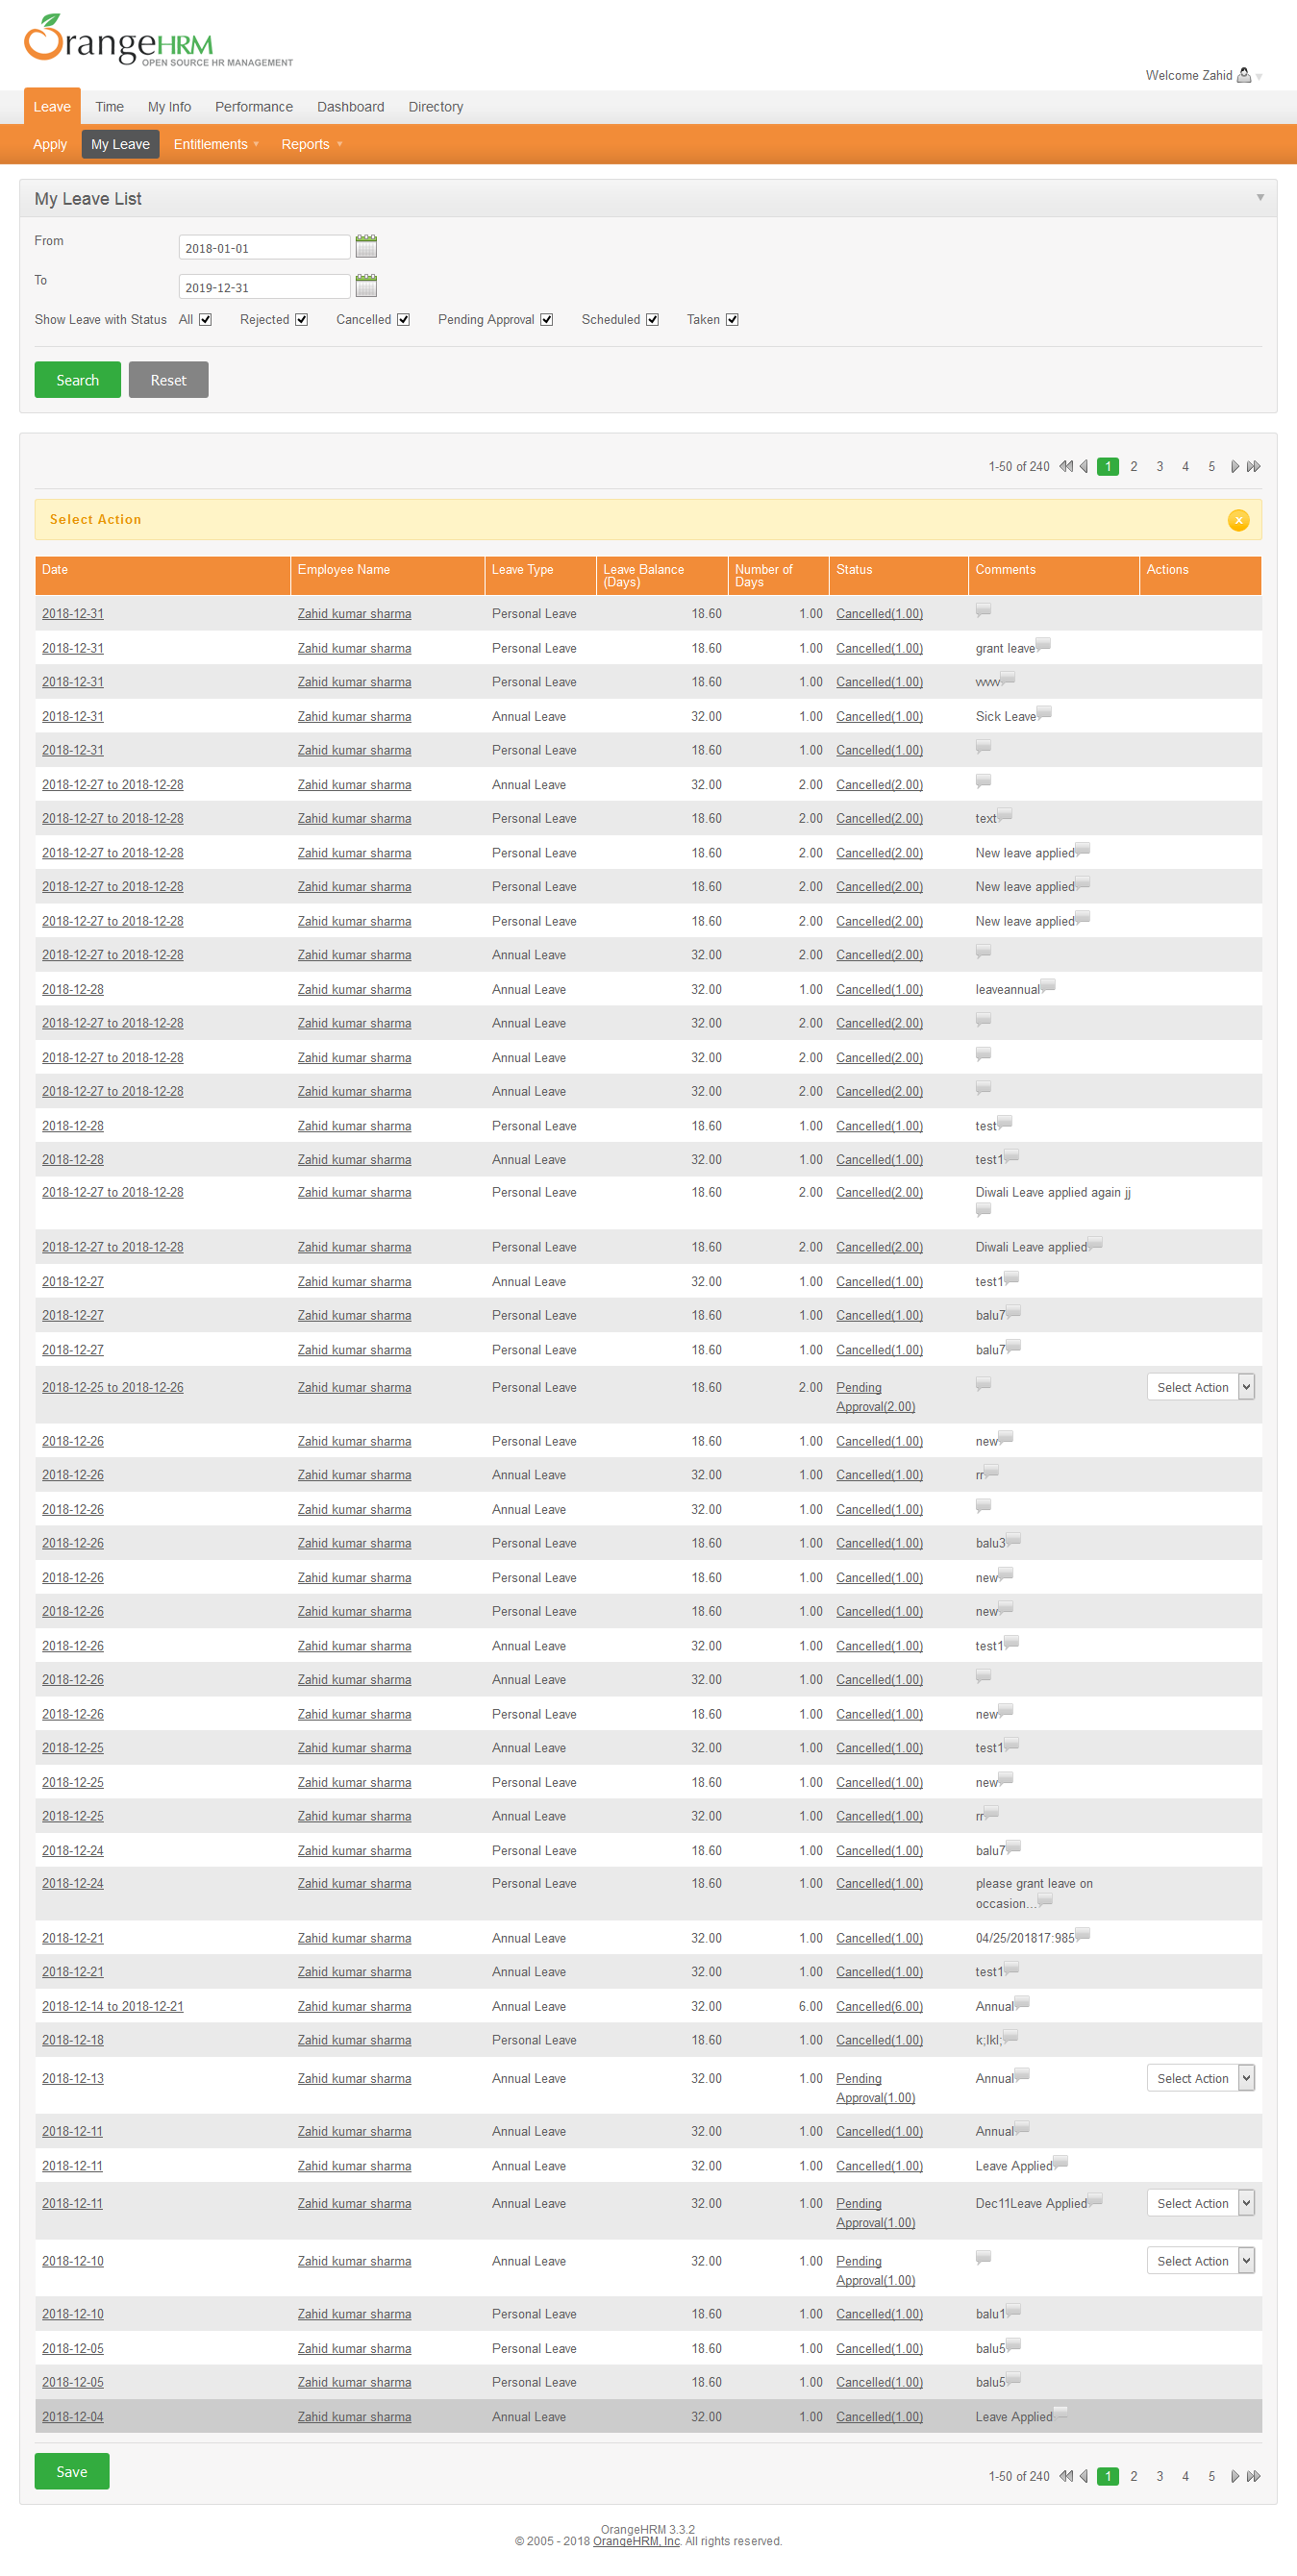 OrangeHRM
OPEN SOURCE HR MANAGEMENT
Welcome Zahid
Leave Time My Info Performance Dashboard Directory
Apply My Leave Entitlements Reports
My Leave List
From 2018-01-01
To 2019-12-31
Show Leave with Status All Rejected Cancelled Pending Approval Scheduled Taken
Search Reset
1-50 of 240 1 2 3 4 5
Select Action x
Date Employee Name Leave Type Leave Balance Number of Status Comments Actions
(Days) Days
2018-12-31 Zahid kumar sharma Personal Leave 18.60 1.00 Cancelled(1.00)
2018-12-31 Zahid kumar sharma Personal Leave 18.60 1.00 Cancelled(1.00) grant leave
2018-12-31 Zahid kumar sharma Personal Leave 18.60 1.00 Cancelled(1.00)
2018-12-31 Zahid kumar sharma Annual Leave 32.00 1.00 Cancelled(1.00) Sick Leave
2018-12-31 Zahid kumar sharma Personal Leave 18.60 1.00 Cancelled(1.00)
2018-12-27 to 2018-12-28 Zahid kumar sharma Annual Leave 32.00 2.00 Cancelled(2.00)
2018-12-27 to 2018-12-28 Zahid kumar sharma Personal Leave 18.60 2.00 Cancelled(2.00) text
2018-12-27 to 2018-12-28 Zahid kumar sharma Personal Leave 18.60 2.00 Cancelled(2.00) New leave applied
2018-12-27 to 2018-12-28 Zahid kumar sharma Personal Leave 18.60 2.00 Cancelled(2.00) New leave applied
2018-12-27 to 2018-12-28 Zahid kumar sharma Personal Leave 18.60 2.00 Cancelled(2.00) New leave applied
2018-12-27 to 2018-12-28 Zahid kumar sharma Annual Leave 32.00 2.00 Cancelled(2.00)
2018-12-28 Zahid kumar sharma Annual Leave 32.00 1.00 Cancelled(1.00) leaveannual
2018-12-27 to 2018-12-28 Zahid kumar sharma Annual Leave 32.00 2.00 Cancelled(2.00)
2018-12-27 to 2018-12-28 Zahid kumar sharma Annual Leave 32.00 2.00 Cancelled(2.00)
2018-12-27 to 2018-12-28 Zahid kumar sharma Annual Leave 32.00 2.00 Cancelled(2.00)
2018-12-28 Zahid kumar sharma Personal Leave 18.60 1.00 Cancelled(1.00) test
2018-12-28 Zahid kumar sharma Annual Leave 32.00 1.00 Cancelled(1.00) test1
2018-12-27 to 2018-12-28 Zahid kumar sharma Personal Leave 18.60 2.00 Cancelled(2.00) Diwali Leave applied again jj
2018-12-27 to 2018-12-28 Zahid kumar sharma Personal Leave 18.60 2.00 Cancelled(2.00) Diwali Leave applied
2018-12-27 Zahid kumar sharma Annual Leave 32.00 1.00 Cancelled(1.00) test1
2018-12-27 Zahid kumar sharma Personal Leave 18.60 1.00 Cancelled(1.00) balu7
2018-12-27 Zahid kumar sharma Personal Leave 18.60 1.00 Cancelled(1.00) balu7
2018-12-25 to 2018-12-26 Zahid kumar sharma Personal Leave 18.60 2.00 Pending Select Action
Approval(2.00)
2018-12-26 Zahid kumar sharma Personal Leave 18.60 1.00 Cancelled(1.00) new
2018-12-26 Zahid kumar sharma Annual Leave 32.00 1.00 Cancelled(1.00) rr
2018-12-26 Zahid kumar sharma Annual Leave 32.00 1.00 Cancelled(1.00)
2018-12-26 Zahid kumar sharma Personal Leave 18.60 1.00 Cancelled(1.00) balu3
2018-12-26 Zahid kumar sharma Personal Leave 18.60 1.00 Cancelled(1.00) new
2018-12-26 Zahid kumar sharma Personal Leave 18.60 1.00 Cancelled(1.00) new
2018-12-26 Zahid kumar sharma Annual Leave 32.00 1.00 Cancelled(1.00) test1
2018-12-26 Zahid kumar sharma Annual Leave 32.00 1.00 Cancelled(1.00)
2018-12-26 Zahid kumar sharma Personal Leave 18.60 1.00 Cancelled(1.00) new
2018-12-25 Zahid kumar sharma Annual Leave 32.00 1.00 Cancelled(1.00) test1
2018-12-25 Zahid kumar sharma Personal Leave 18.60 1.00 Cancelled(1.00) new
2018-12-25 Zahid kumar sharma Annual Leave 32.00 1.00 Cancelled(1.00) rr
2018-12-24 Zahid kumar sharma Personal Leave 18.60 1.00 Cancelled(1.00) balu7
2018-12-24 Zahid kumar sharma Personal Leave 18.60 1.00 Cancelled(1.00) please grant leave on
occasion...
2018-12-21 Zahid kumar sharma Annual Leave 32.00 1.00 Cancelled(1.00) 04/25/201817:985
2018-12-21 Zahid kumar sharma Annual Leave 32.00 1.00 Cancelled(1.00) test1
2018-12-14 to 2018-12-21 Zahid kumar sharma Annual Leave 32.00 6.00 Cancelled(6.00) Annual
2018-12-18 Zahid kumar sharma Personal Leave 18.60 1.00 Cancelled(1.00) k;lkl;
2018-12-13 Zahid kumar sharma Annual Leave 32.00 1.00 Pending Annual Select Action
Approval(1.00)
2018-12-11 Zahid kumar sharma Annual Leave 32.00 1.00 Cancelled(1.00) Annual
2018-12-11 Zahid kumar sharma Annual Leave 32.00 1.00 Cancelled(1.00) Leave Applied
2018-12-11 Zahid kumar sharma Annual Leave 32.00 1.00 Pending Dec11Leave Applied Select Action
Approval(1.00)
2018-12-10 Zahid kumar sharma Annual Leave 32.00 1.00 Pending Select Action
Approval(1.00)
2018-12-10 Zahid kumar sharma Personal Leave 18.60 1.00 Cancelled(1.00) balu1
2018-12-05 Zahid kumar sharma Personal Leave 18.60 1.00 Cancelled(1.00) balu5
2018-12-05 Zahid kumar sharma Personal Leave 18.60 1.00 Cancelled(1.00) balu5
2018-12-04 Zahid kumar sharma Annual Leave 32.00 1.00 Cancelled(1.00) Leave Applied
Save 1-50 of 240 1 2 3 4 5
OrangeHRM 3.3.2
© 2005 - 2018 OrangeHRM, Inc. All rights reserved.